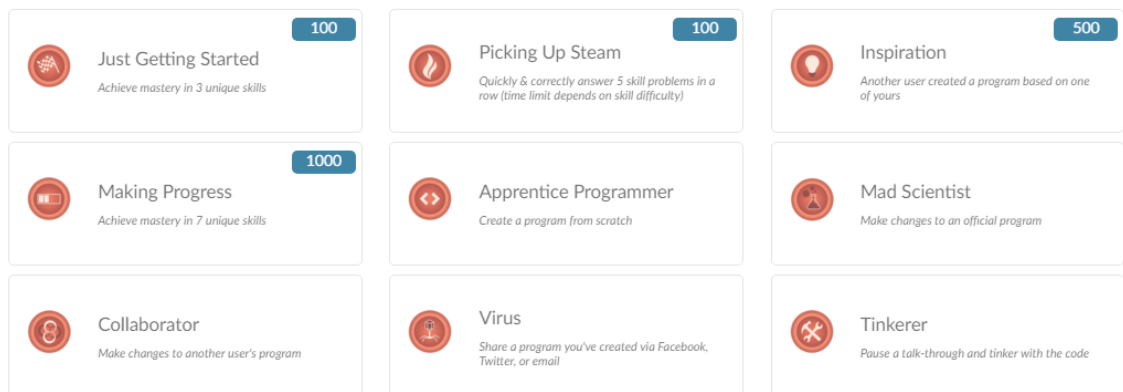 100
Just Getting Started
Achieve mastery in 3 unique skills
100
Picking Up Steam
Quickly & correctly answer 5 skill problems in a
row (time limit depends on skill difficulty)
500
Inspiration
Another user created a program based on one
of yours
1000
Making Progress
Achieve mastery in 7 unique skills
Apprentice Programmer
Create a program from scratch
Mad Scientist
Make changes to an official program
Collaborator
Make changes to another user's program
Virus
Share a program you've created via Facebook,
Twitter, or email
Tinkerer
Pause a talk-through and tinker with the code